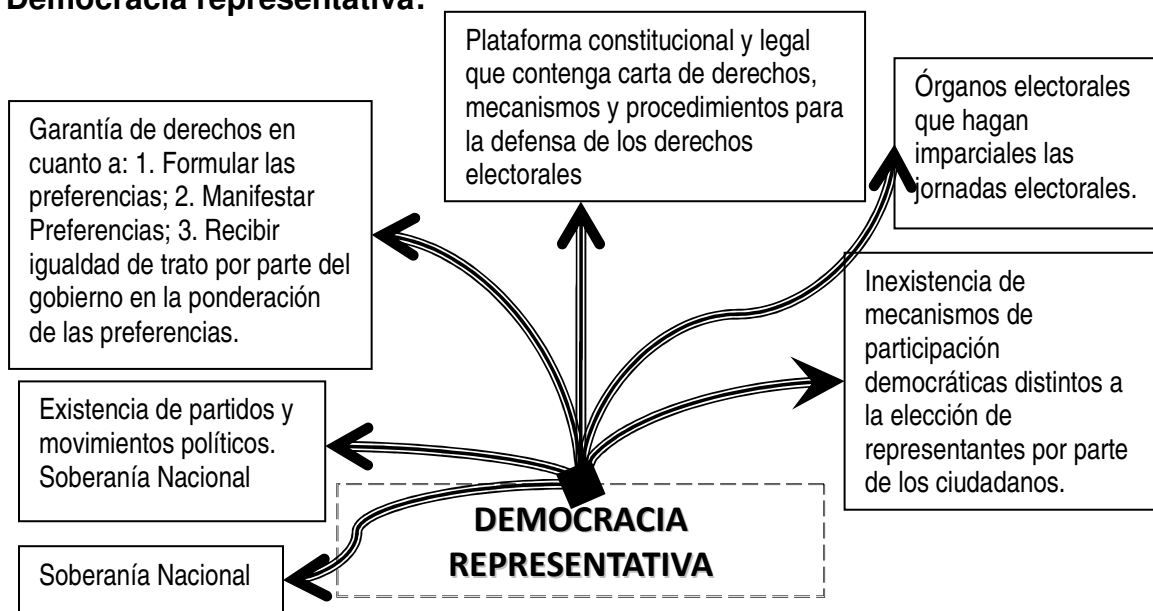 Democracia representativa:
Plataforma constitucional y legal
que contenga carta de derechos,
mecanismos y procedimientos para
la defensa de los derechos
electorales
Órganos electorales
que hagan
imparciales las
jornadas electorales.
Garantía de derechos en
cuanto a: 1. Formular las
preferencias; 2. Manifestar
Preferencias; 3. Recibir
igualdad de trato por parte del
gobierno en la ponderación
de las preferencias.
Inexistencia de
mecanismos de
participación
democráticas distintos a
la elección de
representantes por parte
de los ciudadanos.
Existencia de partidos y
movimientos políticos.
Soberanía Nacional
DEMOCRACIA
REPRESENTATIVA
Soberanía Nacional